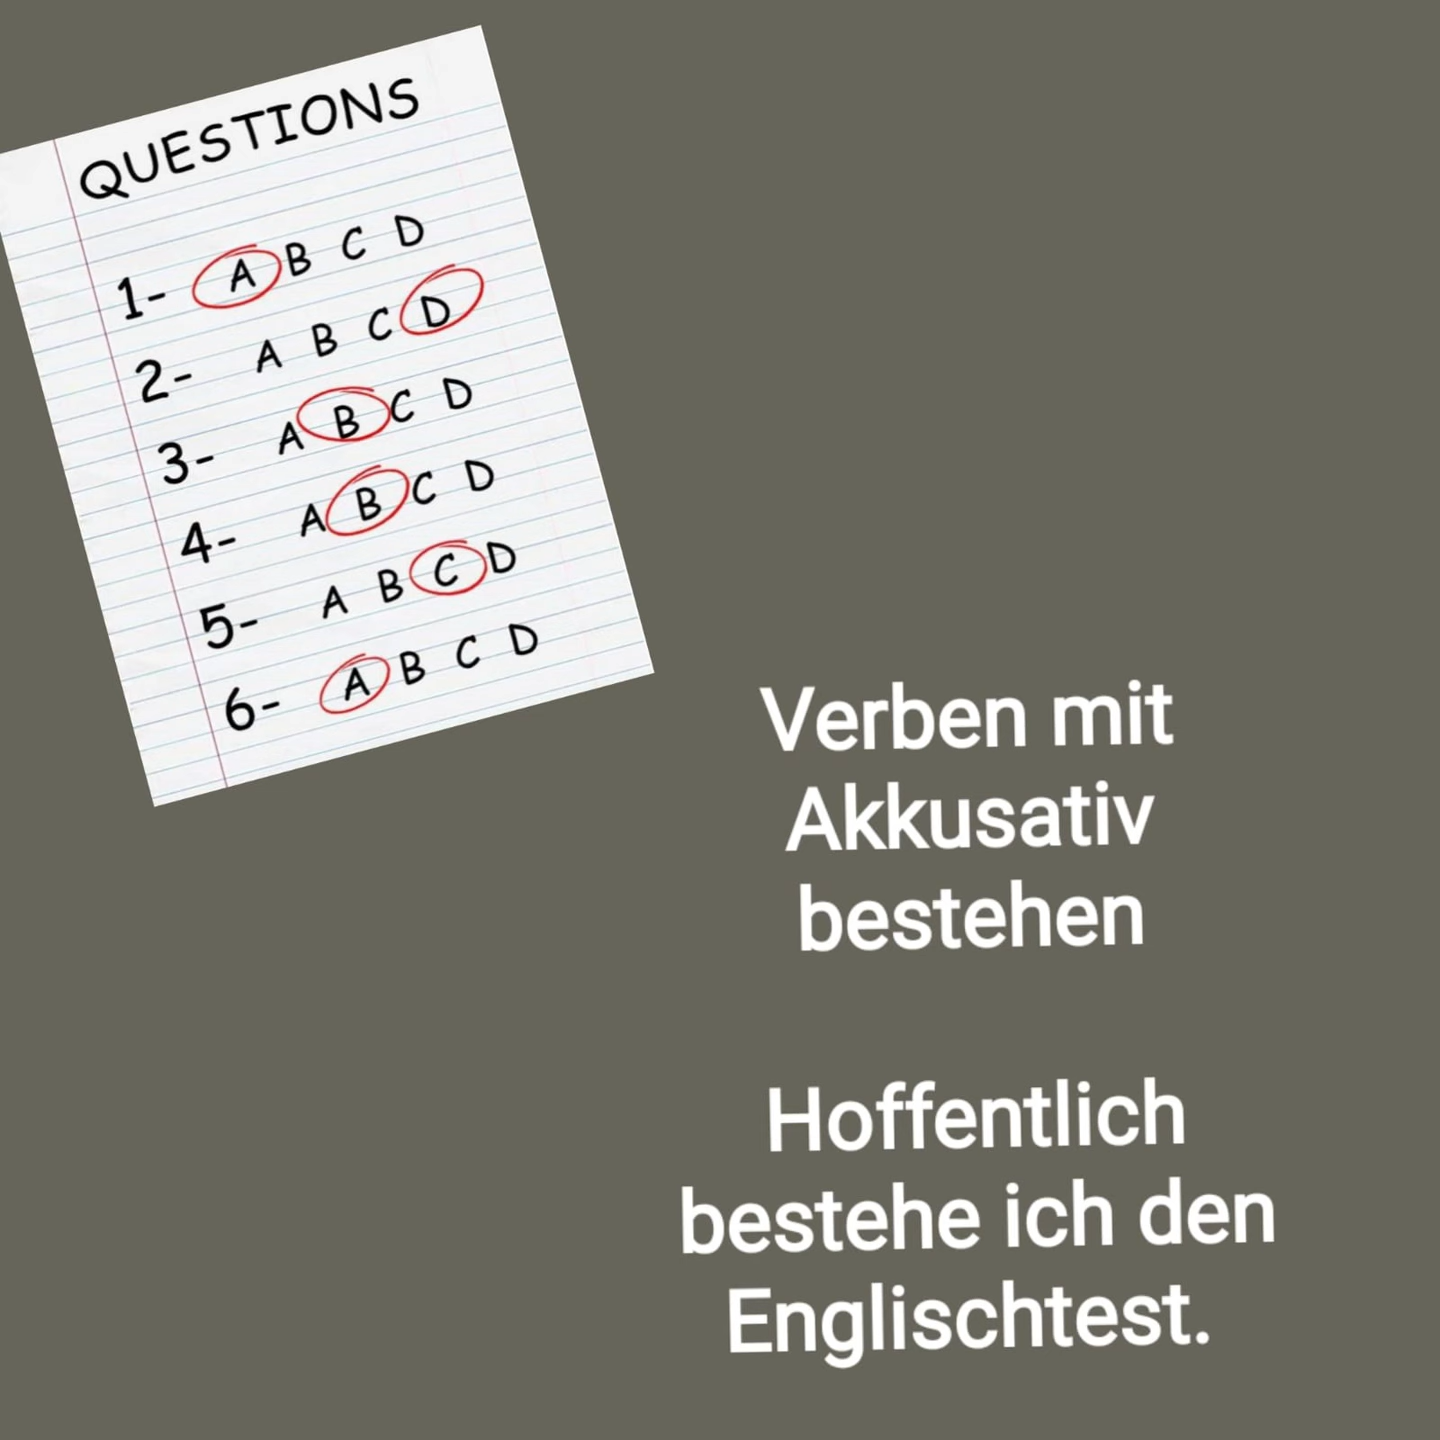 QUESTIONS
1- A B C D
2- A B C D
3- A B C D
4- A B C D
5- A B C D
6- A B C D
Verben mit
Akkusativ
bestehen
Hoffentlich
bestehe ich den
Englischtest.